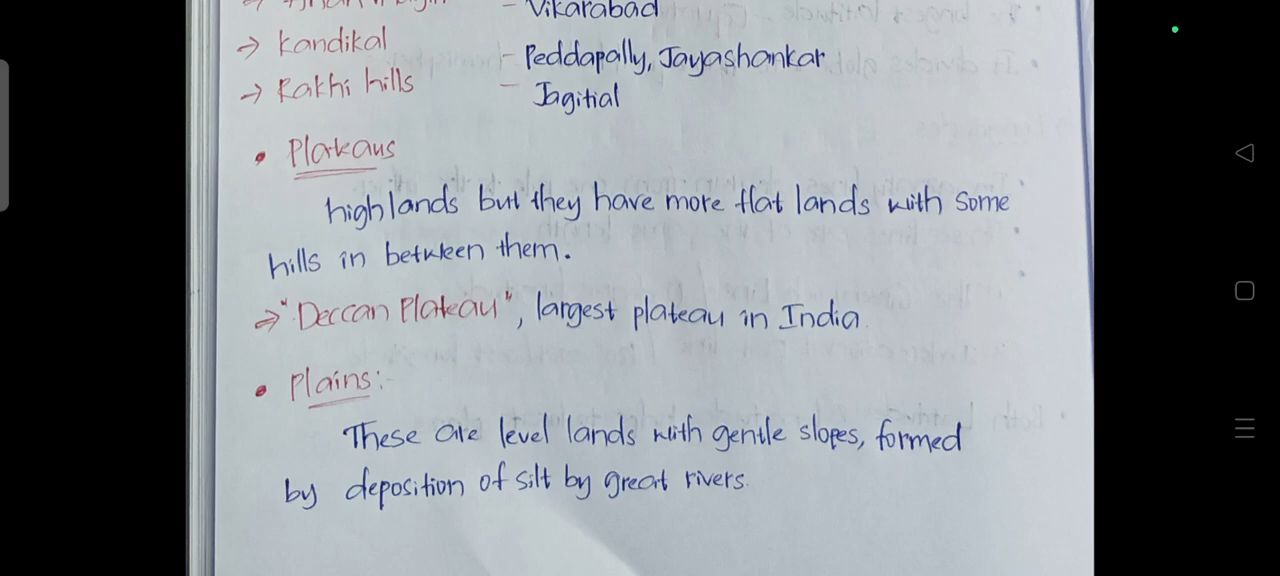 - Vikarabad
→ Kandikal - Peddapally, Jayashankar
→ Rakhi hills - Jagitial
• Plateaus
highlands but they have more flat lands with some
hills in between them.
⇒ "Deccan Plateau", largest plateau in India.
• Plains:-
These are level lands with gentle slopes, formed
by deposition of silt by great rivers.